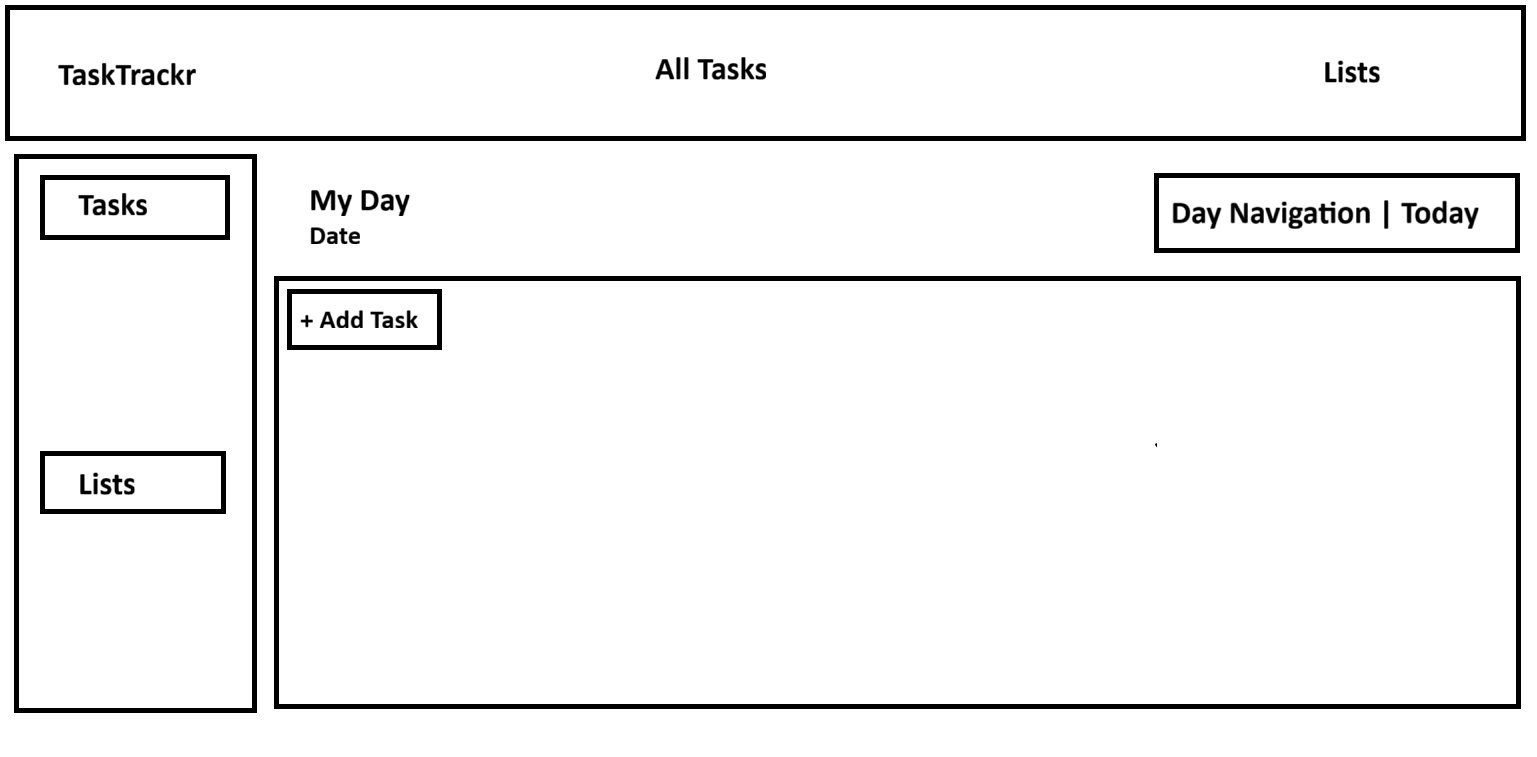 TaskTrackr
All Tasks
Lists
Tasks
My Day
Date
Day Navigation | Today
+ Add Task
Lists